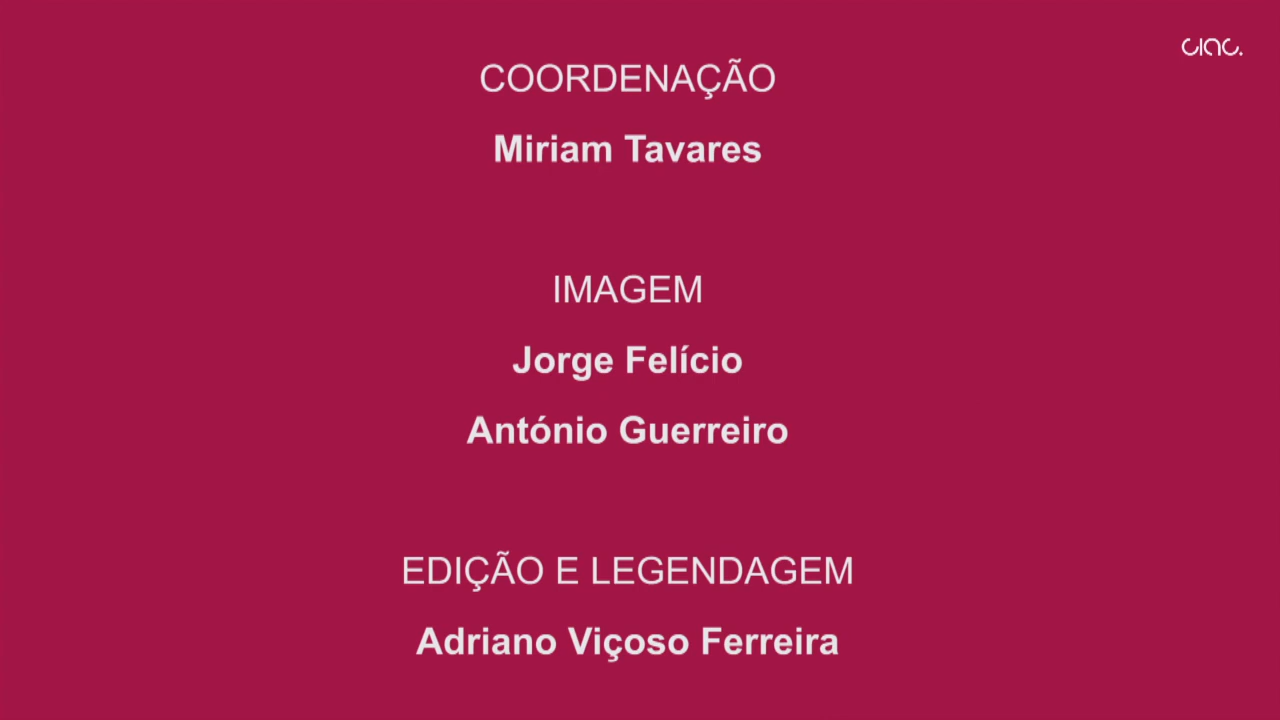 ciac.
COORDENAÇÃO
Miriam Tavares
IMAGEM
Jorge Felício
António Guerreiro
EDIÇÃO E LEGENDAGEM
Adriano Viçoso Ferreira